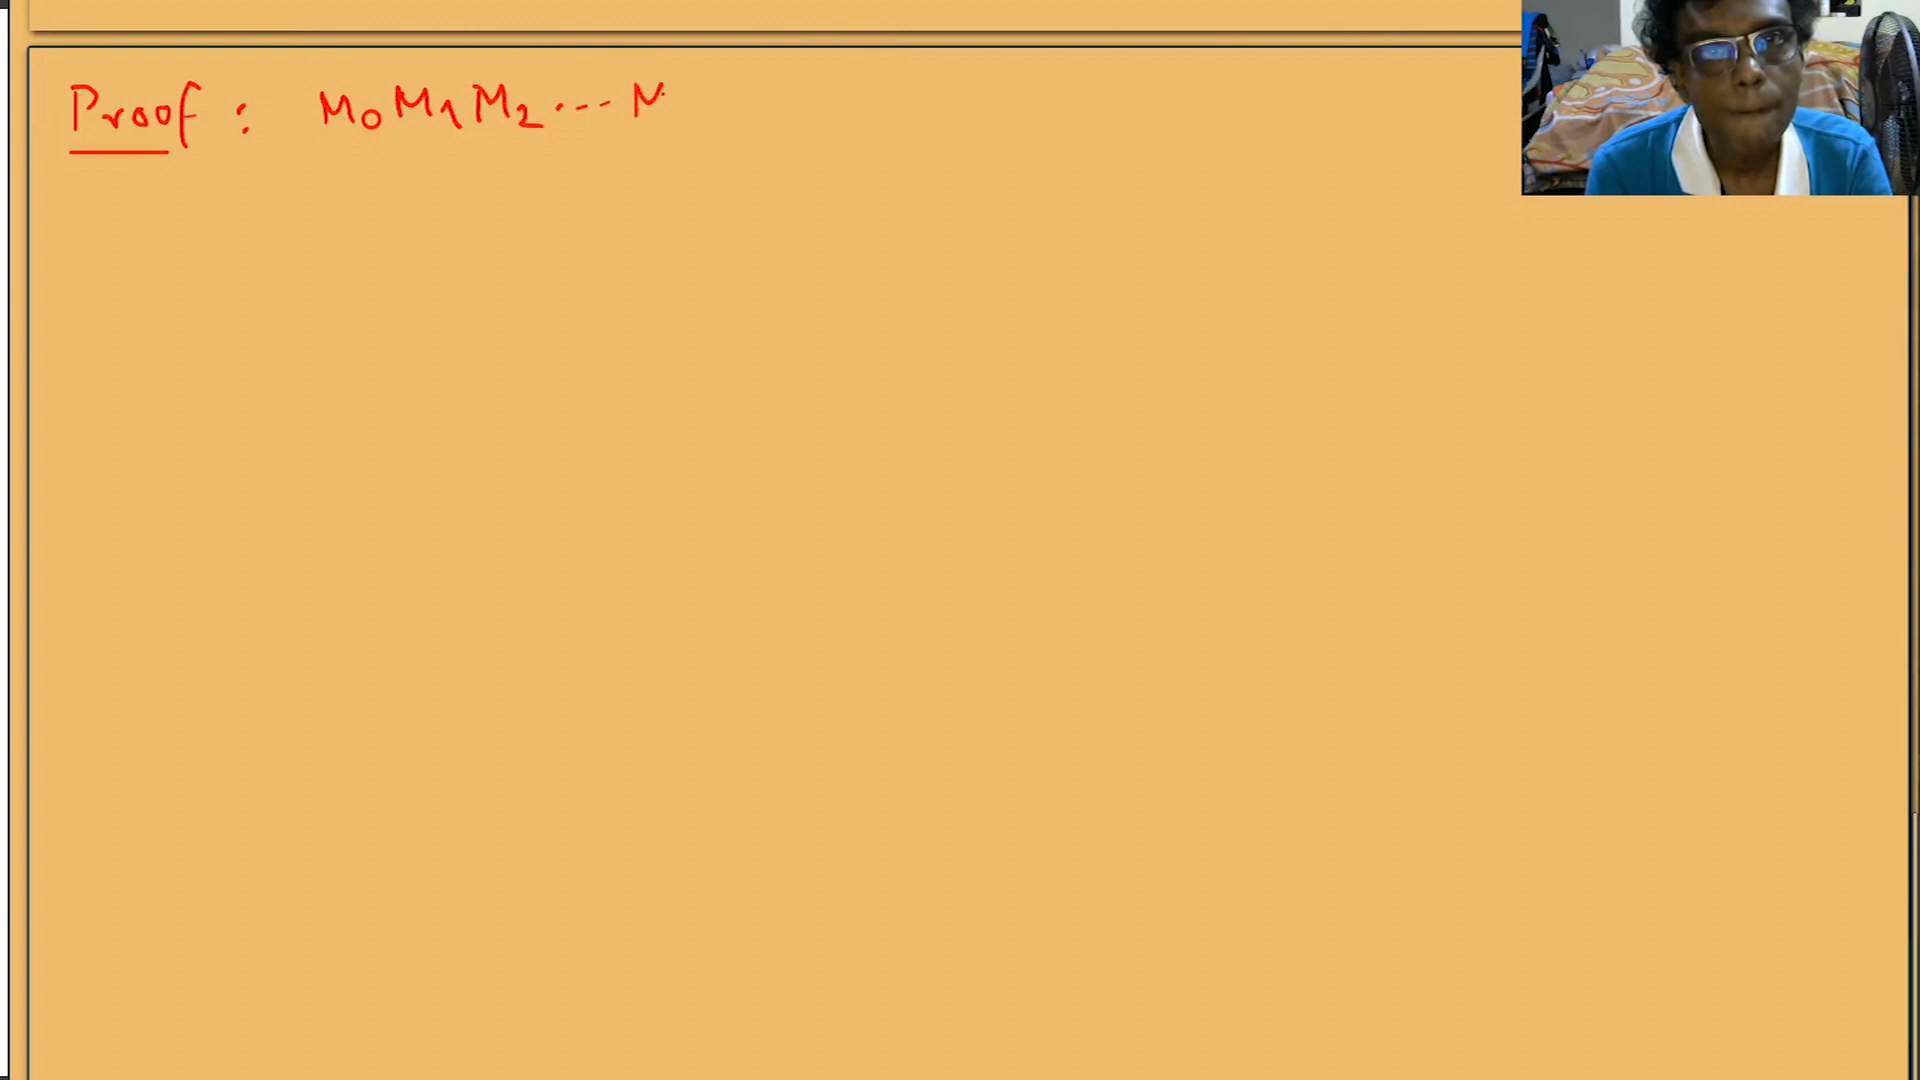 Proof : M₀M₁M₂ --- M